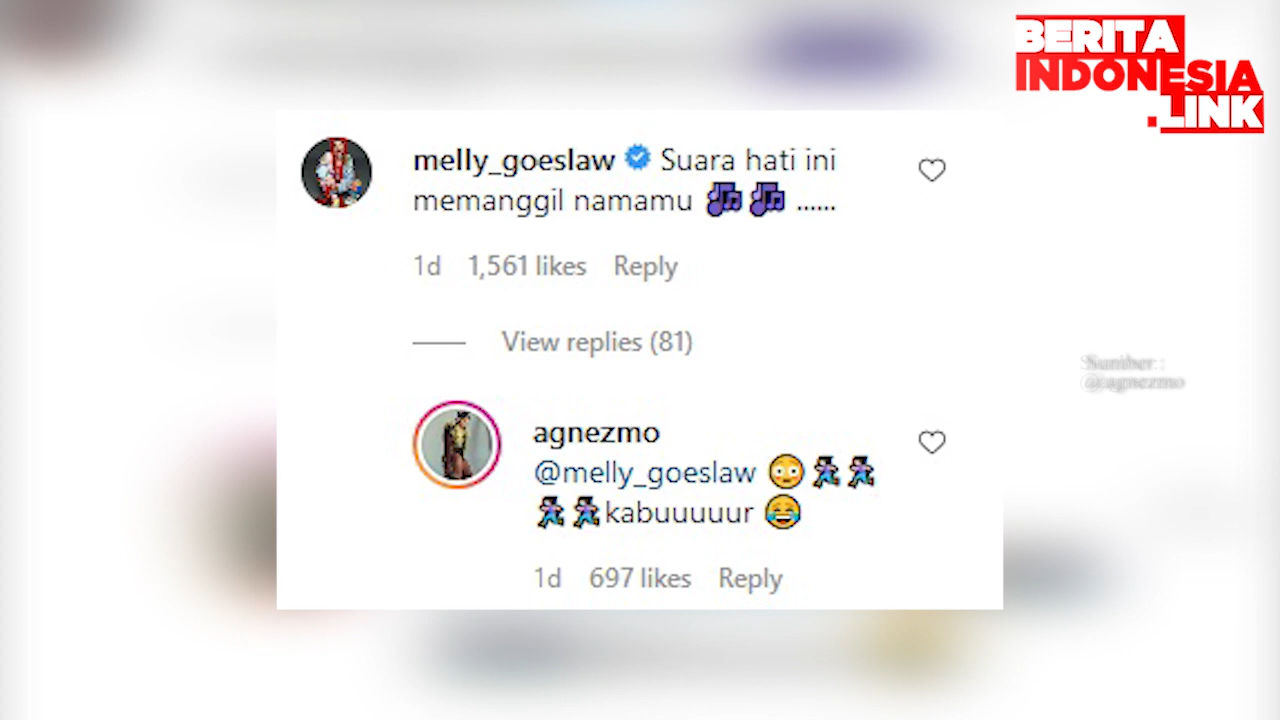 BERITA
INDONESIA
.LINK
melly_goeslaw Suara hati ini
memanggil namamu 🎶🎶 ......
1d 1,561 likes Reply
View replies (81)
Sumber :
@agnezmo
agnezmo
@melly_goeslaw 😳🏃‍♀️🏃‍♀️
🏃‍♀️🏃‍♀️kabuuuuur 😂
1d 697 likes Reply